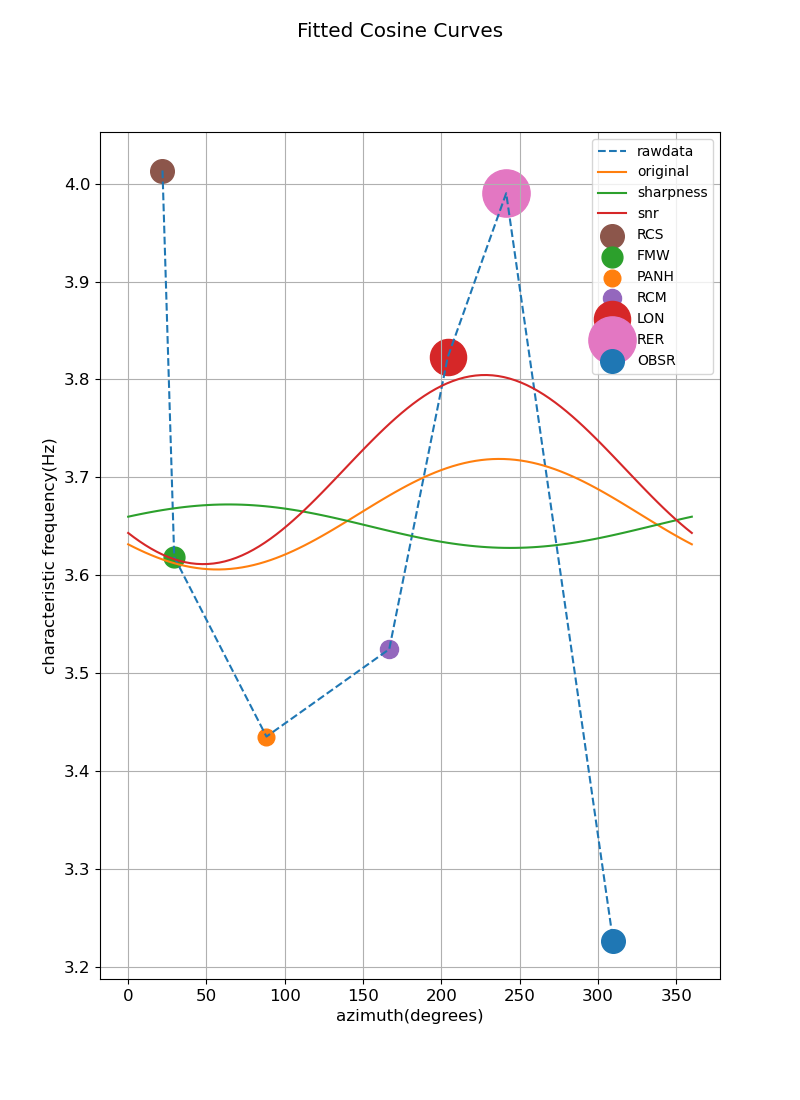 Fitted Cosine Curves
rawdata
original
sharpness
snr
RCS
FMW
PANH
RCM
LON
RER
OBSR
4.0
3.9
3.8
3.7
3.6
3.5
3.4
3.3
3.2
characteristic frequency(Hz)
0 50 100 150 200 250 300 350
azimuth(degrees)